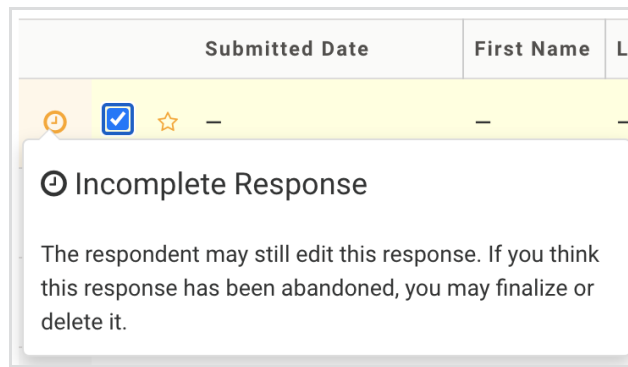 Submitted Date First Name L
— — —
Incomplete Response
The respondent may still edit this response. If you think
this response has been abandoned, you may finalize or
delete it.